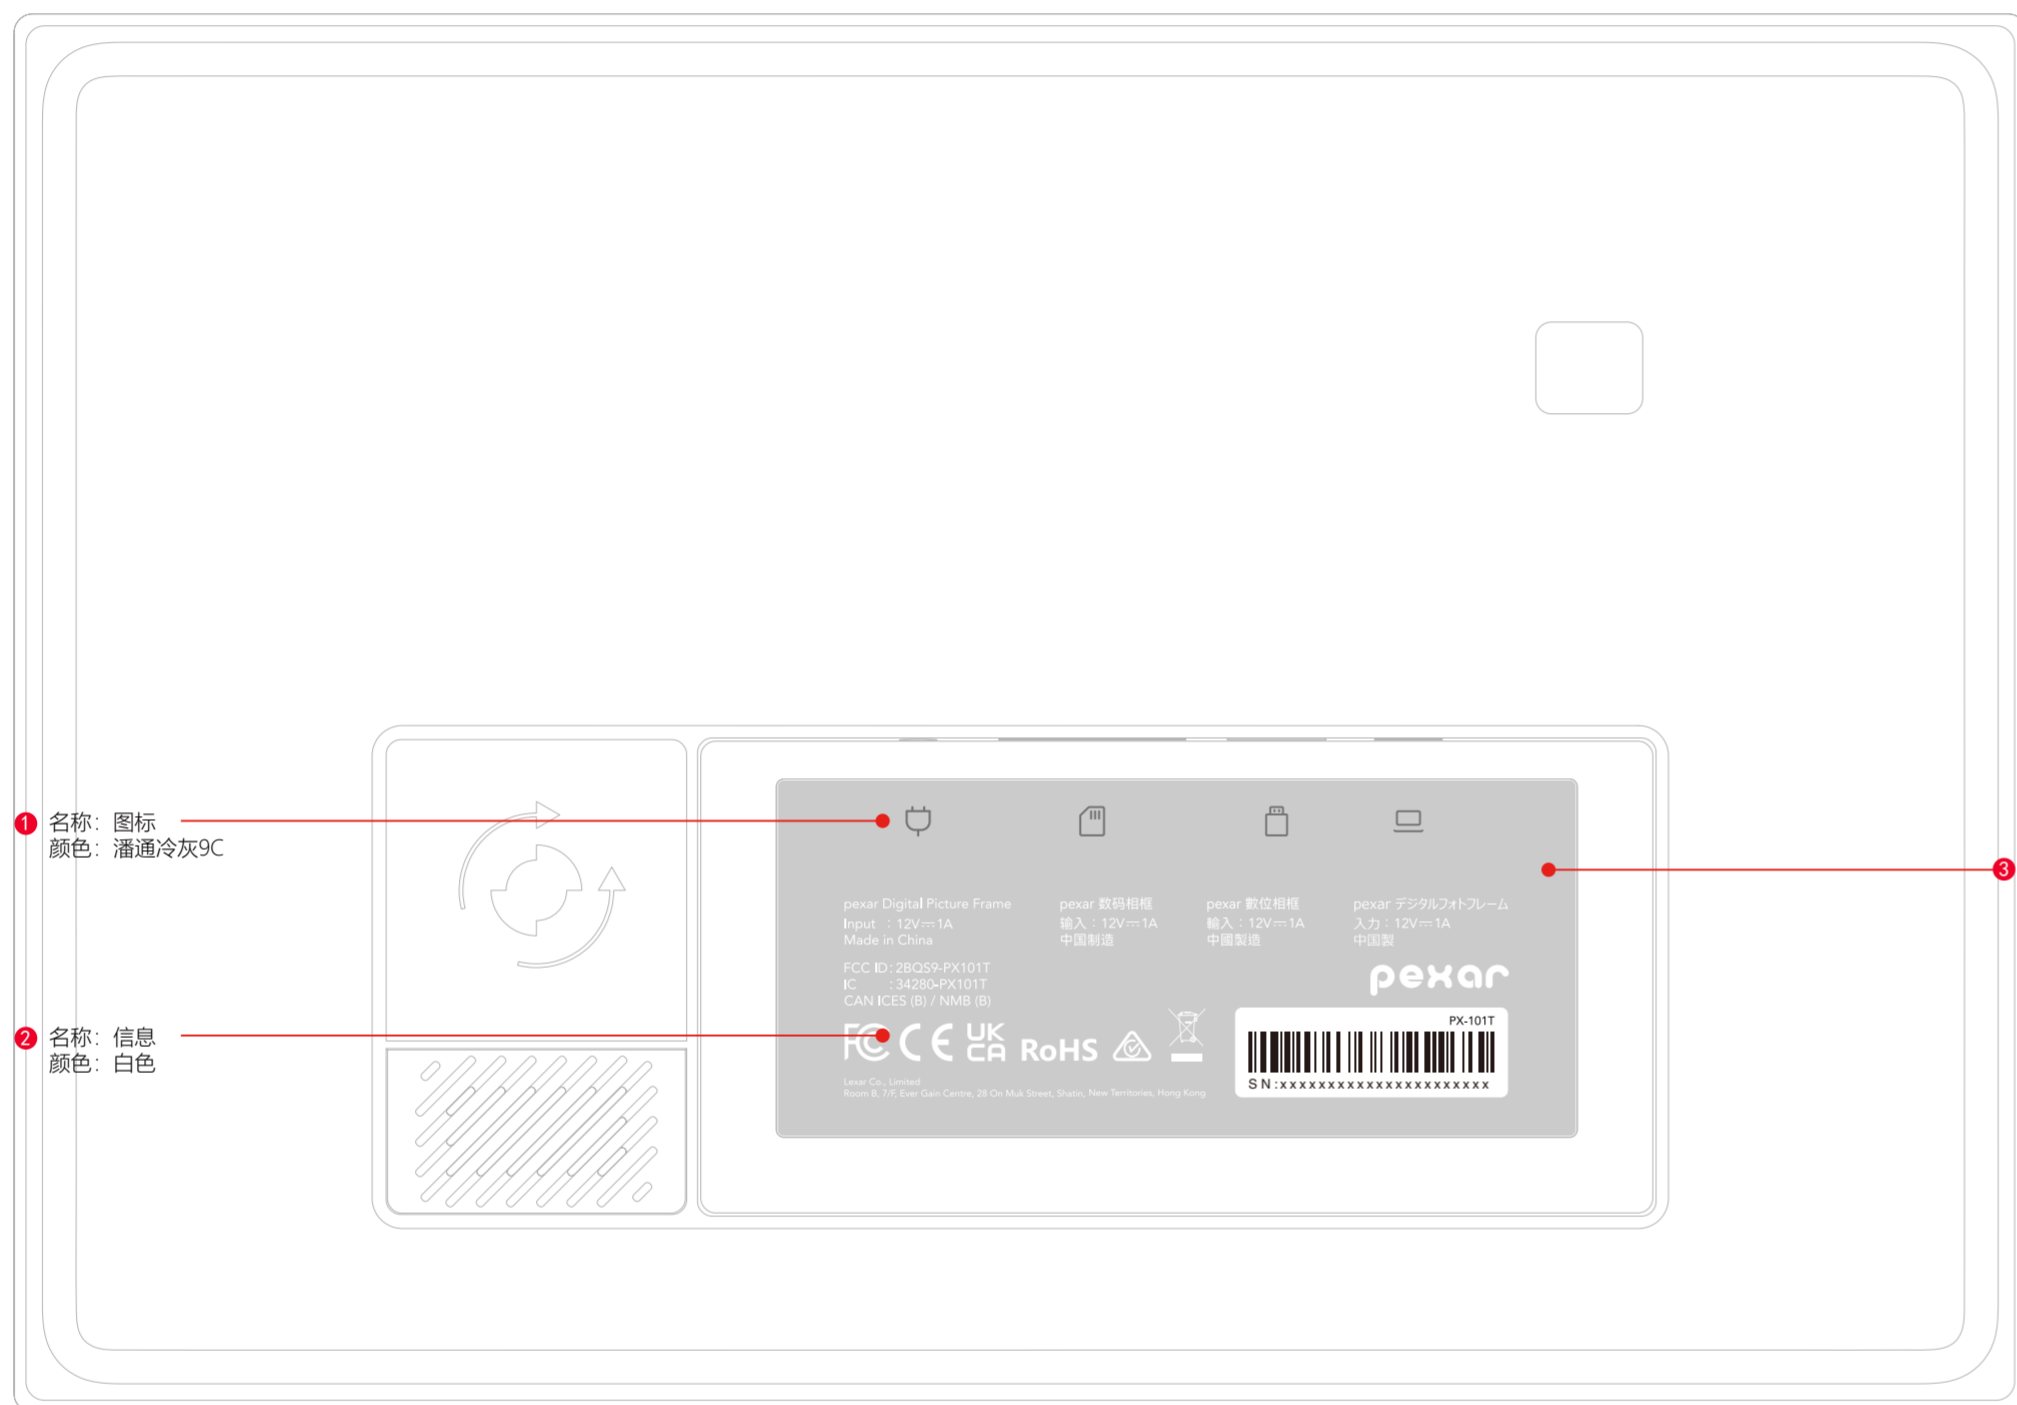 1 名称：图标
颜色：潘通冷灰9C
3
pexar Digital Picture Frame
Input : 12V⎓1A
Made in China
pexar 数码相框
输入：12V⎓1A
中国制造
pexar 數位相框
輸入：12V⎓1A
中國製造
pexar デジタルフォトフレーム
入力：12V⎓1A
中国製
FCC ID: 2BQS9-PX101T
IC : 34280-PX101T
CAN ICES (B) / NMB (B)
pexar
2 名称：信息
颜色：白色
FC CE UK CA RoHS
PX-101T
SN:xxxxxxxxxxxxxxxxxxxxxx
Lexar Co., Limited
Room B, 7/F, Ever Gain Centre, 28 On Muk Street, Shatin, New Territories, Hong Kong